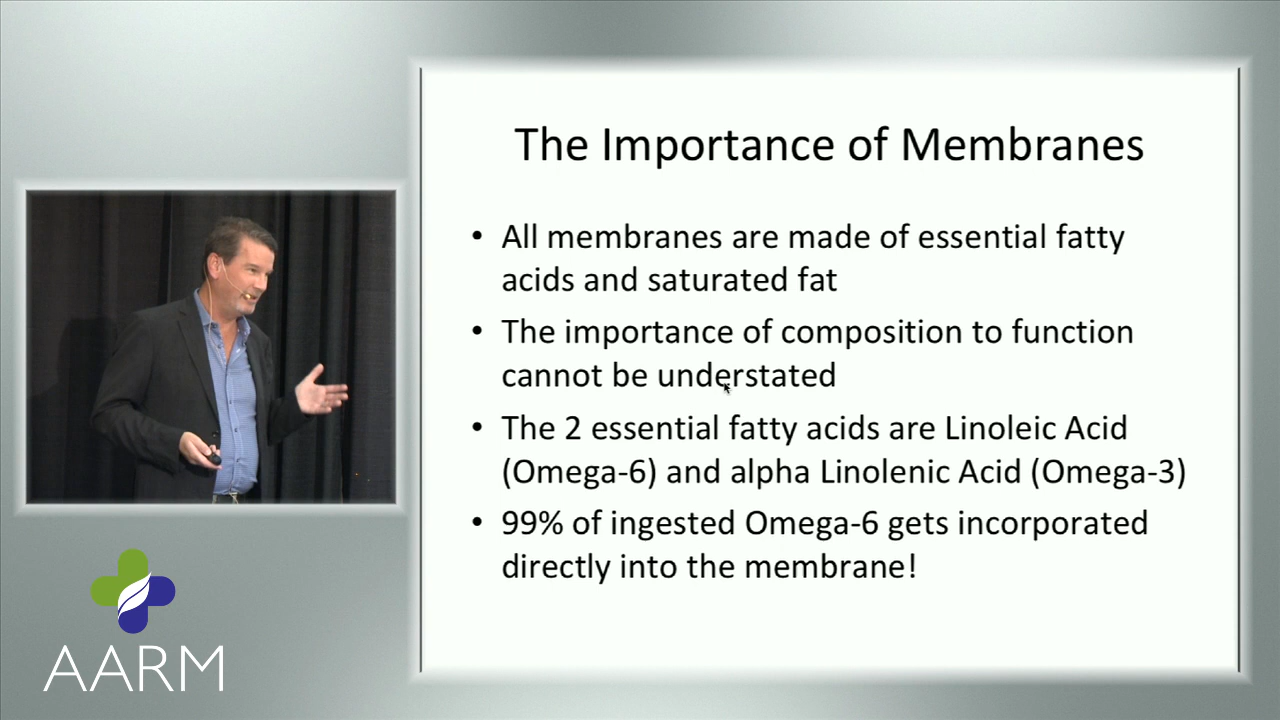 The Importance of Membranes
• All membranes are made of essential fatty
acids and saturated fat
• The importance of composition to function
cannot be understated
• The 2 essential fatty acids are Linoleic Acid
(Omega-6) and alpha Linolenic Acid (Omega-3)
• 99% of ingested Omega-6 gets incorporated
directly into the membrane!
AARM